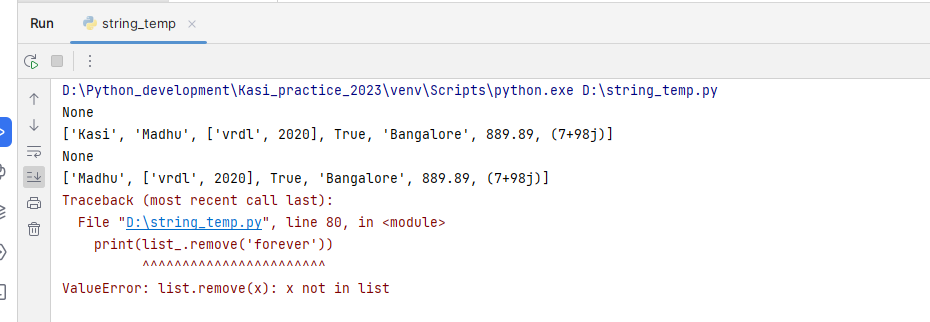 Run string_temp
D:\Python_development\Kasi_practice_2023\venv\Scripts\python.exe D:\string_temp.py
None
['Kasi', 'Madhu', ['vrdl', 2020], True, 'Bangalore', 889.89, (7+98j)]
None
['Madhu', ['vrdl', 2020], True, 'Bangalore', 889.89, (7+98j)]
Traceback (most recent call last):
  File "D:\string_temp.py", line 80, in <module>
    print(list_.remove('forever'))
          ^^^^^^^^^^^^^^^^^^^^^^^
ValueError: list.remove(x): x not in list